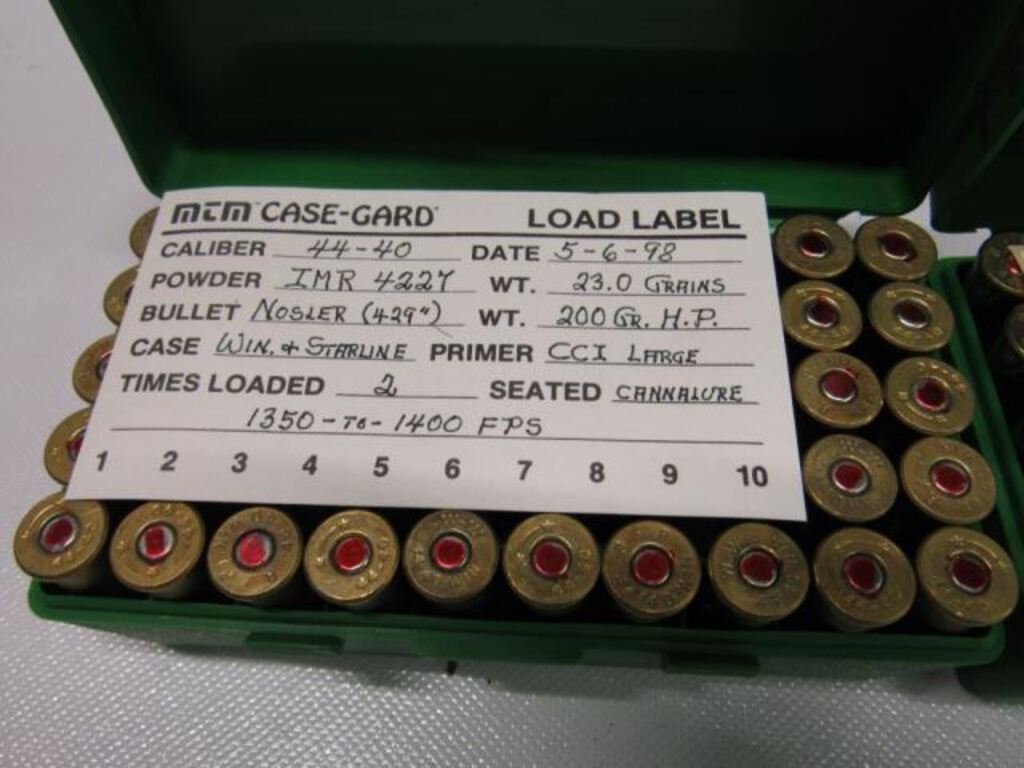 MTM CASE-GARD LOAD LABEL
CALIBER 44-40 DATE 5-6-98
POWDER IMR 4227 WT. 23.0 GRAINS
BULLET NOSLER (429") WT. 200 GR. H.P.
CASE WIN. & STARLINE PRIMER CCI LARGE
TIMES LOADED 2 SEATED CANNALURE
1350-TO-1400 FPS
1 2 3 4 5 6 7 8 9 10